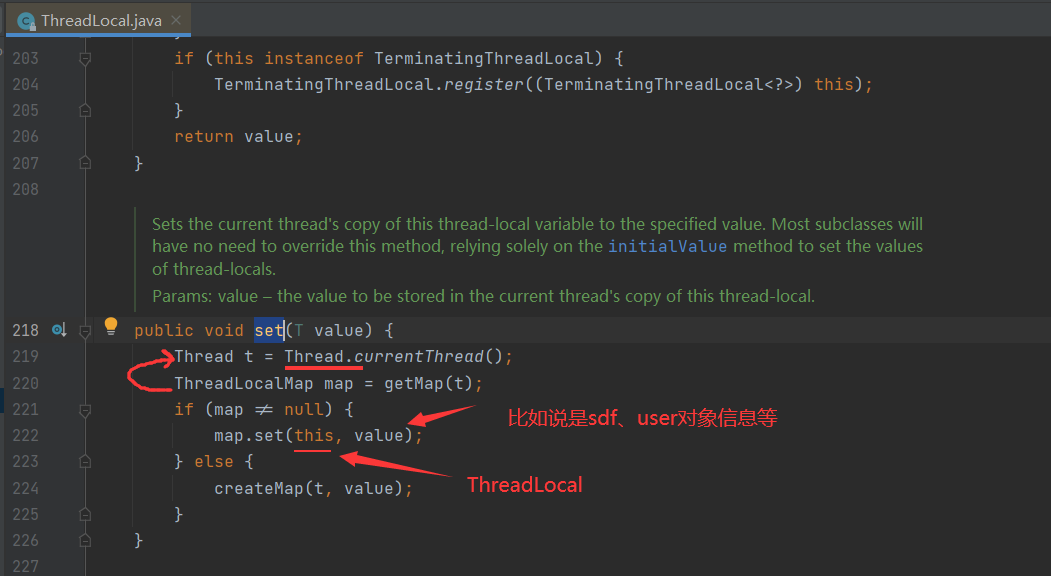 ThreadLocal.java
203 if (this instanceof TerminatingThreadLocal) {
204 TerminatingThreadLocal.register((TerminatingThreadLocal<?>) this);
205 }
206 return value;
207 }
208
Sets the current thread's copy of this thread-local variable to the specified value. Most subclasses will
have no need to override this method, relying solely on the initialValue method to set the values
of thread-locals.
Params: value – the value to be stored in the current thread's copy of this thread-local.
218 public void set(T value) {
219 Thread t = Thread.currentThread();
220 ThreadLocalMap map = getMap(t);
221 if (map ≠ null) {
比如说是sdf、user对象信息等
222 map.set(this, value);
223 } else {
ThreadLocal
224 createMap(t, value);
225 }
226 }
227